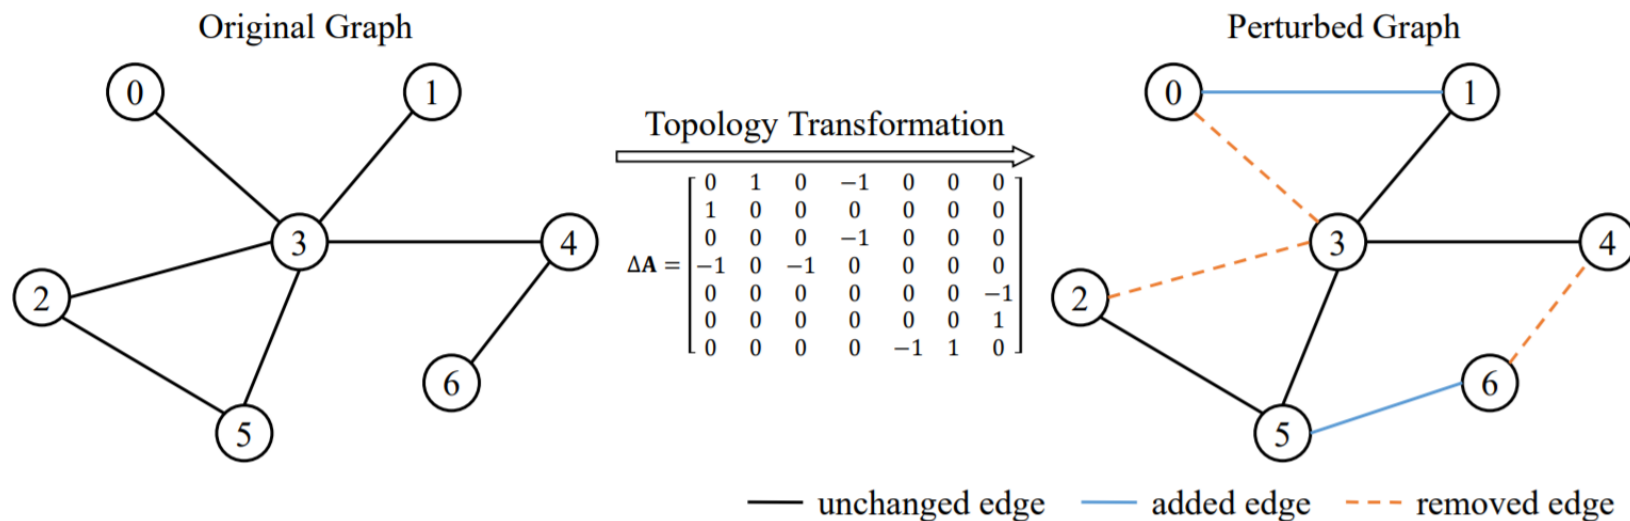 Original Graph
0
1
3
4
2
6
5
Topology Transformation
ΔA =
0 1 0 −1 0 0 0
1 0 0 0 0 0 0
0 0 0 −1 0 0 0
−1 0 −1 0 0 0 0
0 0 0 0 0 0 −1
0 0 0 0 0 0 1
0 0 0 0 −1 1 0
Perturbed Graph
0
1
3
4
2
6
5
unchanged edge
added edge
removed edge